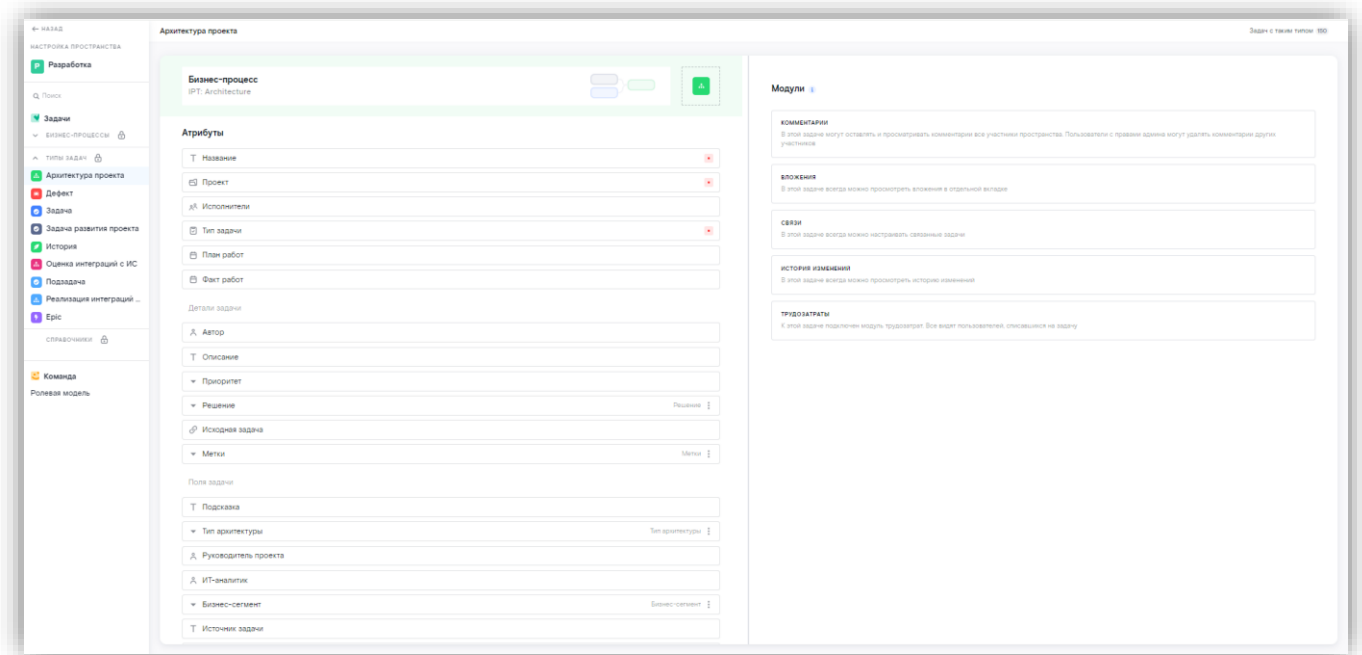 ← НАЗАД
НАСТРОЙКА ПРОСТРАНСТВА
Р Разработка
Поиск
Задачи
БИЗНЕС-ПРОЦЕССЫ
ТИПЫ ЗАДАЧ
Архитектура проекта
Дефект
Задача
Задача развития проекта
История
Оценка интеграций с ИС
Подзадача
Реализация интеграций ...
Epic
СПРАВОЧНИКИ
Команда
Ролевая модель
Архитектура проекта
Задач с таким типом:
Бизнес-процесс
IPT: Architecture
Атрибуты
Название
Проект
Исполнители
Тип задачи
План работ
Факт работ
Детали задачи
Автор
Описание
Приоритет
Решение Решение
Исходная задача
Метки Метки
Поля задачи
Подсказка
Тип архитектуры Тип архитектуры
Руководитель проекта
ИТ-аналитик
Бизнес-сегмент Бизнес-сегмент
Источник задачи
Модули
КОММЕНТАРИИ
В этой задаче могут оставлять и просматривать комментарии все участники пространства. Пользователи с правами админа могут удалять комментарии других
участников
ВЛОЖЕНИЯ
В этой задаче всегда можно просмотреть вложения в отдельной вкладке
СВЯЗИ
В этой задаче всегда можно настраивать связанные задачи
ИСТОРИЯ ИЗМЕНЕНИЙ
В этой задаче всегда можно просмотреть историю изменений
ТРУДОЗАТРАТЫ
К этой задаче подключен модуль трудозатрат. Все видят пользователей, списавшихся на задачу